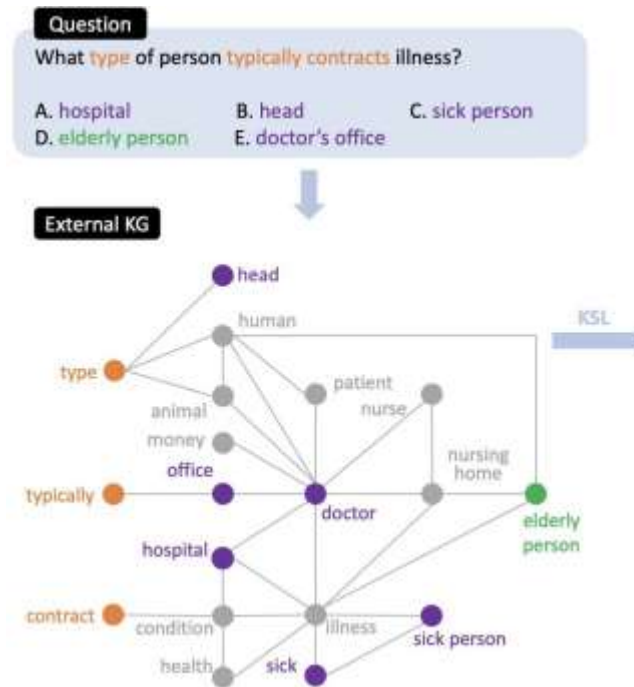 Question
What type of person typically contracts illness?
A. hospital B. head C. sick person
D. elderly person E. doctor's office
External KG
head
human
KSL
type
patient
animal
nurse
money
nursing
home
office
typically
doctor
elderly
person
hospital
contract
condition
illness
sick person
health
sick